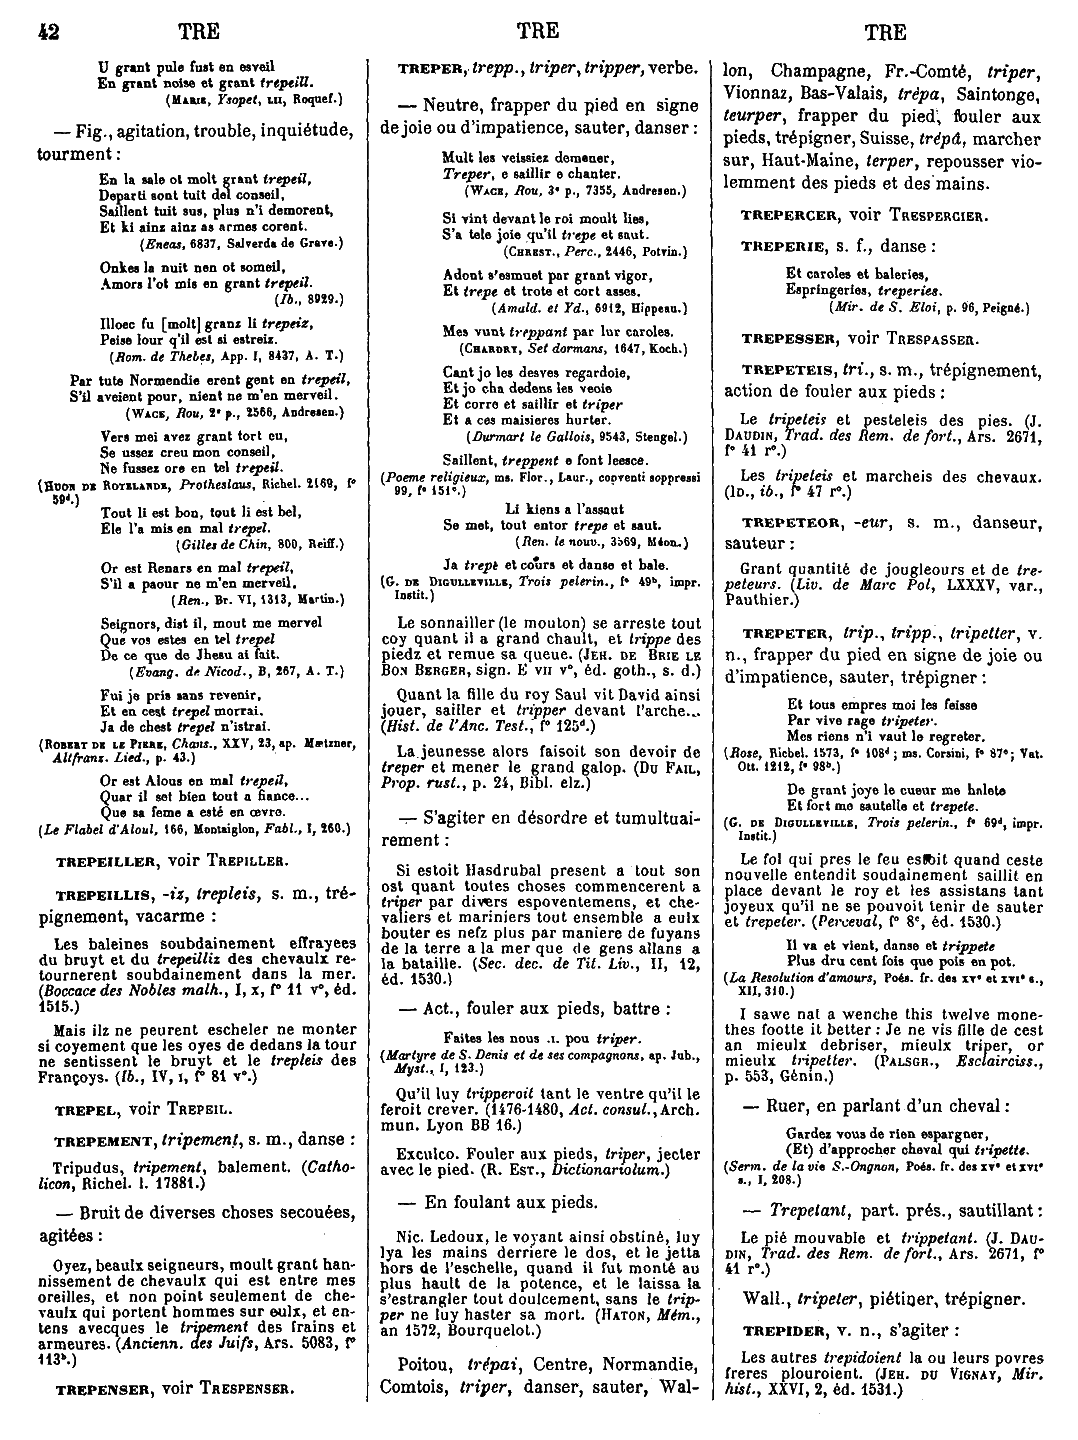 42 TRE TRE TRE
U grant pule fust en esveil
En grant noise et grant trepeill.
(MARIE, Ysopet, LII, Roquef.)
— Fig., agitation, trouble, inquiétude,
tourment :
En la sale ot molt grant trepeil,
Departi sont tuit del conseil,
Saillent tuit sus, plus n'i demorent,
Et ki ainz ainz as armes corent.
(Eneas, 6837, Salverda de Grave.)
Onkes la nuit nen ot someil,
Amors l'ot mis en grant trepeil.
(Ib., 8929.)
Illoec fu [molt] granz li trepeiz,
Peise lour q'il est si estreiz.
(Rom. de Thebes, App. I, 8437, A. T.)
Par tute Normendie erent gent en trepeil,
S'il aveient pour, nient ne m'en merveil.
(WACE, Rou, 2e p., 2566, Andresen.)
Vers mei avez grant tort eu,
Se ussez creu mon conseil,
Ne fussez ore en tel trepeil.
(HUON DE ROTELANDE, Protheslaus, Richel. 2169, f°
59d.)
Tout li est bon, tout li est bel,
Ele l'a mis en mal trepel.
(Gilles de Chin, 800, Reiff.)
Or est Renars en mal trepeil,
S'il a paour ne m'en merveil.
(Ren., Br. VI, 1313, Martin.)
Seignors, dist il, mout me mervel
Que vos estes en tel trepel
De ce que de Jhesu ai fait.
(Evang. de Nicod., B, 267, A. T.)
Fui je pris sans revenir,
Et en cest trepel morrai.
Ja de chest trepel n'istrai.
(ROBERT DE LE PIERE, Chans., XXV, 23, ap. Mætzner,
Altfranz. Lied., p. 43.)
Or est Alous en mal trepeil,
Quar il set bien tout a fiance...
Que sa feme a esté en œvre.
(Le Flabel d'Aloul, 166, Montaiglon, Fabl., I, 260.)
TREPEILLER, voir TREPILLER.
TREPEILLIS, -iz, trepleis, s. m., tré-
pignement, vacarme :
Les baleines soubdainement effrayees
du bruyt et du trepeilliz des chevaulx re-
tournerent soubdainement dans la mer.
(Boccace des Nobles malh., I, x, f° 11 v°, éd.
1515.)
Mais ilz ne peurent escheler ne monter
si coyement que les oyes de dedans la tour
ne sentissent le bruyt et le trepleis des
Françoys. (Ib., IV, I, f° 81 v°.)
TREPEL, voir TREPEIL.
TREPEMENT, tripement, s. m., danse :
Tripudus, tripement, balement. (Catho-
licon, Richel. l. 17881.)
— Bruit de diverses choses secouées,
agitées :
Oyez, beaulx seigneurs, moult grant han-
nissement de chevaulx qui est entre mes
oreilles, et non point seulement de che-
vaulx qui portent hommes sur eulx, et en-
tens avecques le tripement des frains et
armeures. (Ancienn. des Juifs, Ars. 5083, f°
113b.)
TREPENSER, voir TRESPENSER.
TREPER, trepp., triper, tripper, verbe.
— Neutre, frapper du pied en signe
de joie ou d'impatience, sauter, danser :
Mult les veissiez demener,
Treper, e saillir e chanter.
(WACE, Rou, 3e p., 7355, Andresen.)
Si vint devant le roi moult lies,
S'a tele joie qu'il trepe et saut.
(CHREST., Perc., 2446, Potvin.)
Adont s'esmuet par grant vigor,
Et trepe et trote et cort asses.
(Amald. et Yd., 6912, Hippeau.)
Mes vunt treppant par lur caroles.
(CHARDRY, Set dormans, 1647, Koch.)
Cant jo les desves regardoie,
Et jo cha dedens les veoie
Et corre et saillir et triper
Et a ces maisieres hurter.
(Durmart le Gallois, 9543, Stengel.)
Saillent, treppent e font leesce.
(Poeme religieux, ms. Flor., Laur., conventi soppressi
99, f° 151c.)
Li kiens a l'assaut
Se met, tout entor trepe et saut.
(Ren. le nouv., 3569, Méon.)
Ja trept et cours et danse et bale.
(G. DE DIGULLEVILLE, Trois pelerin., f° 49b, impr.
Instit.)
Le sonnailler (le mouton) se arreste tout
coy quant il a grand chault, et trippe des
piedz et remue sa queue. (JEH. DE BRIE LE
BON BERGER, sign. E VII v°, éd. goth., s. d.)
Quant la fille du roy Saul vit David ainsi
jouer, sailler et tripper devant l'arche...
(Hist. de l'Anc. Test., f° 125d.)
La jeunesse alors faisoit son devoir de
treper et mener le grand galop. (DU FAIL,
Prop. rust., p. 24, Bibl. elz.)
— S'agiter en désordre et tumultuai-
rement :
Si estoit Hasdrubal present a tout son
ost quant toutes choses commencerent a
triper par divers espoventemens, et che-
valiers et mariniers tout ensemble a eulx
bouter es nefz plus par maniere de fuyans
de la terre a la mer que de gens allans a
la bataille. (Sec. dec. de Tit. Liv., II, 12,
éd. 1530.)
— Act., fouler aux pieds, battre :
Faites les nous .I. pou triper.
(Martyre de S. Denis et de ses compagnons, ap. Jub.,
Myst., I, 123.)
Qu'il luy tripperoit tant le ventre qu'il le
feroit crever. (1476-1480, Act. consul., Arch.
mun. Lyon BB 16.)
Exculco. Fouler aux pieds, triper, jecter
avec le pied. (R. EST., Dictionariolum.)
— En foulant aux pieds.
Nic. Ledoux, le voyant ainsi obstiné, luy
lya les mains derriere le dos, et le jetta
hors de l'eschelle, quand il fut monté au
plus hault de la potence, et le laissa la
s'estrangler tout doulcement, sans le trip-
per ne luy haster sa mort. (HATON, Mém.,
an 1572, Bourquelot.)
Poitou, trépai, Centre, Normandie,
Comtois, triper, danser, sauter, Wal-
lon, Champagne, Fr.-Comté, triper,
Vionnaz, Bas-Valais, trèpa, Saintonge,
teurper, frapper du pied, fouler aux
pieds, trépigner, Suisse, trépâ, marcher
sur, Haut-Maine, terper, repousser vio-
lemment des pieds et des mains.
TREPERCER, voir TRESPERCIER.
TREPERIE, s. f., danse :
Et caroles et baleries,
Espringeries, treperies.
(Mir. de S. Eloi, p. 96, Peigné.)
TREPESSER, voir TRESPASSER.
TREPETEIS, tri., s. m., trépignement,
action de fouler aux pieds :
Le tripeteis et pesteleis des pies. (J.
DAUDIN, Trad. des Rem. de fort., Ars. 2671,
f° 41 r°.)
Les tripeteis et marcheis des chevaux.
(ID., ib., f° 47 r°.)
TREPETEOR, -eur, s. m., danseur,
sauteur :
Grant quantité de jougleours et de tre-
peteurs. (Liv. de Marc Pol, LXXXV, var.,
Pauthier.)
TREPETER, trip., tripp., tripetter, v.
n., frapper du pied en signe de joie ou
d'impatience, sauter, trépigner :
Et tous empres moi les feisse
Par vive rage tripeter.
Mes riens n'i vaut le regreter.
(Rose, Richel. 1573, f° 108d ; ms. Corsini, f° 87c; Vat.
Ott. 1212, f° 98b.)
De grant joye le cueur me halete
Et fort me sautelle et trepete.
(G. DE DIGULLEVILLE, Trois pelerin., f° 69d, impr.
Instit.)
Le fol qui pres le feu estoit quand ceste
nouvelle entendit soudainement saillit en
place devant le roy et les assistans tant
joyeux qu'il ne se pouvoit tenir de sauter
et trepeter. (Perceval, f° 8c, éd. 1530.)
Il va et vient, danse et trippete
Plus dru cent fois que pois en pot.
(La Resolution d'amours, Poés. fr. des XVe et XVIe s.,
XII, 310.)
I sawe nat a wenche this twelve mone-
thes footte it better : Je ne vis fille de cest
an mieulx debriser, mieulx triper, or
mieulx tripetter. (PALSGR., Esclairciss.,
p. 553, Génin.)
— Ruer, en parlant d'un cheval :
Gardez vous de rien espargner,
(Et) d'approcher cheval qui tripette.
(Serm. de la vie S.-Ongnon, Poés. fr. des XVe et XVIe
s., I, 208.)
— Trepetant, part. prés., sautillant :
Le pié mouvable et trippetant. (J. DAU-
DIN, Trad. des Rem. de fort., Ars. 2671, f°
41 r°.)
Wall., tripeter, piétiner, trépigner.
TREPIDER, v. n., s'agiter :
Les autres trepidoient la ou leurs povres
freres plouroient. (JEH. DU VIGNAY, Mir.
hist., XXVI, 2, éd. 1531.)